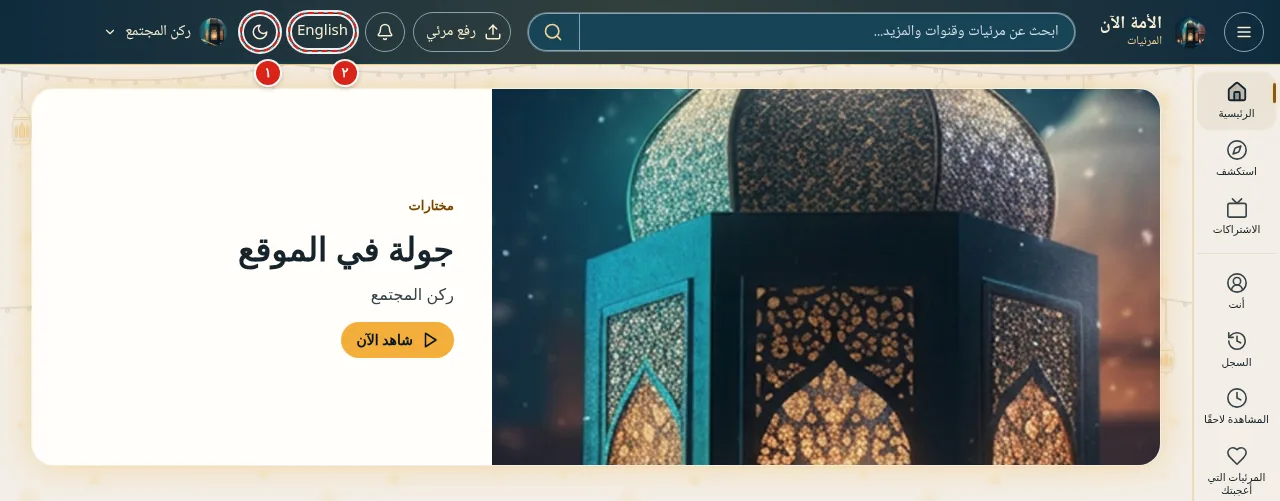 الأمة الآن
المرئيات
ابحث عن مرئيات وقنوات والمزيد...
رفع مرئي
English
ركن المجتمع
٢
١
الرئيسية
استكشف
الاشتراكات
أنت
السجل
المشاهدة لاحقًا
المرئيات التي
أعجبتك
مختارات
جولة في الموقع
ركن المجتمع
شاهد الآن